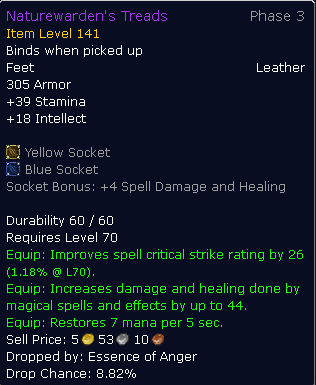 Naturewarden's Treads Phase 3
Item Level 141
Binds when picked up
Feet Leather
305 Armor
+39 Stamina
+18 Intellect
Yellow Socket
Blue Socket
Socket Bonus: +4 Spell Damage and Healing
Durability 60 / 60
Requires Level 70
Equip: Improves spell critical strike rating by 26
(1.18% @ L70).
Equip: Increases damage and healing done by
magical spells and effects by up to 44.
Equip: Restores 7 mana per 5 sec.
Sell Price: 5 53 10
Dropped by: Essence of Anger
Drop Chance: 8.82%